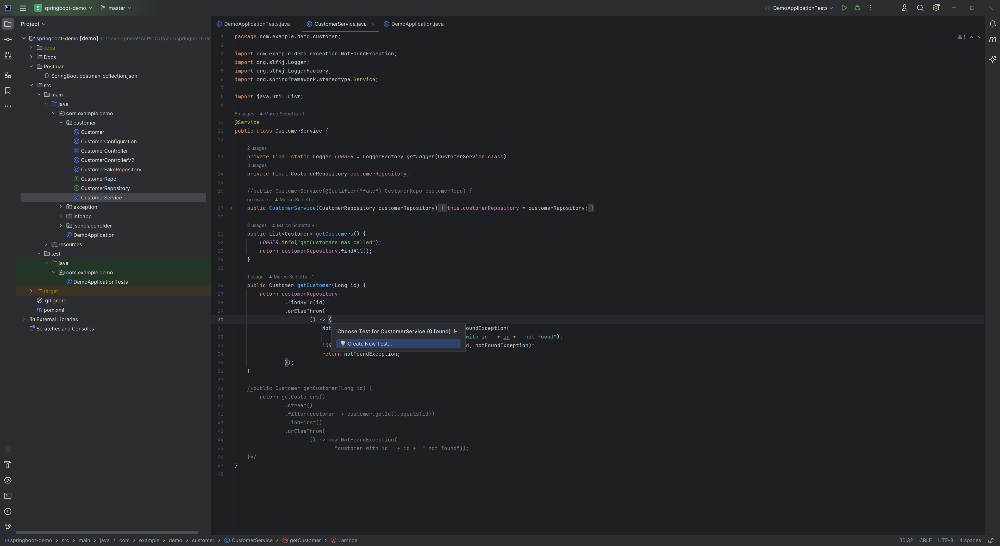 S springboot-demo master DemoApplicationTests
Project
springboot-demo [demo] C:\development\ALPITOUR\lab\springboot-de
.idea
Docs
Postman
SpringBoot.postman_collection.json
src
main
java
com.example.demo
customer
Customer
CustomerConfiguration
CustomerController
CustomerControllerV2
CustomerFakeRepository
CustomerRepo
CustomerRepository
CustomerService
exception
infoapp
jsonplaceholder
DemoApplication
resources
test
java
com.example.demo
DemoApplicationTests
target
.gitignore
pom.xml
External Libraries
Scratches and Consoles
DemoApplicationTests.java CustomerService.java DemoApplication.java
1
1 package com.example.demo.customer;
2
3 import com.example.demo.exception.NotFoundException;
4 import org.slf4j.Logger;
5 import org.slf4j.LoggerFactory;
6 import org.springframework.stereotype.Service;
7
8 import java.util.List;
9
5 usages Marco Scibetta +1
10 @Service
11 public class CustomerService {
12
2 usages
13 private final static Logger LOGGER = LoggerFactory.getLogger(CustomerService.class);
3 usages
14 private final CustomerRepository customerRepository;
15
16 //public CustomerService(@Qualifier("fake") CustomerRepo customerRepo) {
no usages Marco Scibetta
17 public CustomerService(CustomerRepository customerRepository) { this.customerRepository = customerRepository; }
20
2 usages Marco Scibetta +1
21 public List<Customer> getCustomers() {
22 LOGGER.info("getCustomers was called");
23 return customerRepository.findAll();
24 }
25
1 usage Marco Scibetta +1
26 public Customer getCustomer(Long id) {
27 return customerRepository
28 .findById(id)
29 .orElseThrow(
30 () -> {
31 Not oundException(
32 with id " + id + " not found");
33 LOG d, notFoundException);
34 return notFoundException;
35 });
36 }
37
38 /*public Customer getCustomer(Long id) {
39 return getCustomers()
40 .stream()
41 .filter(customer -> customer.getId().equals(id))
42 .findFirst()
43 .orElseThrow(
44 () -> new NotFoundException(
45 "customer with id " + id + " not found"));
46 }*/
47 }
48
Choose Test for CustomerService (0 found)
Create New Test...
springboot-demo > src > main > java > com > example > demo > customer > CustomerService > getCustomer > Lambda
30:32 CRLF UTF-8 4 spaces